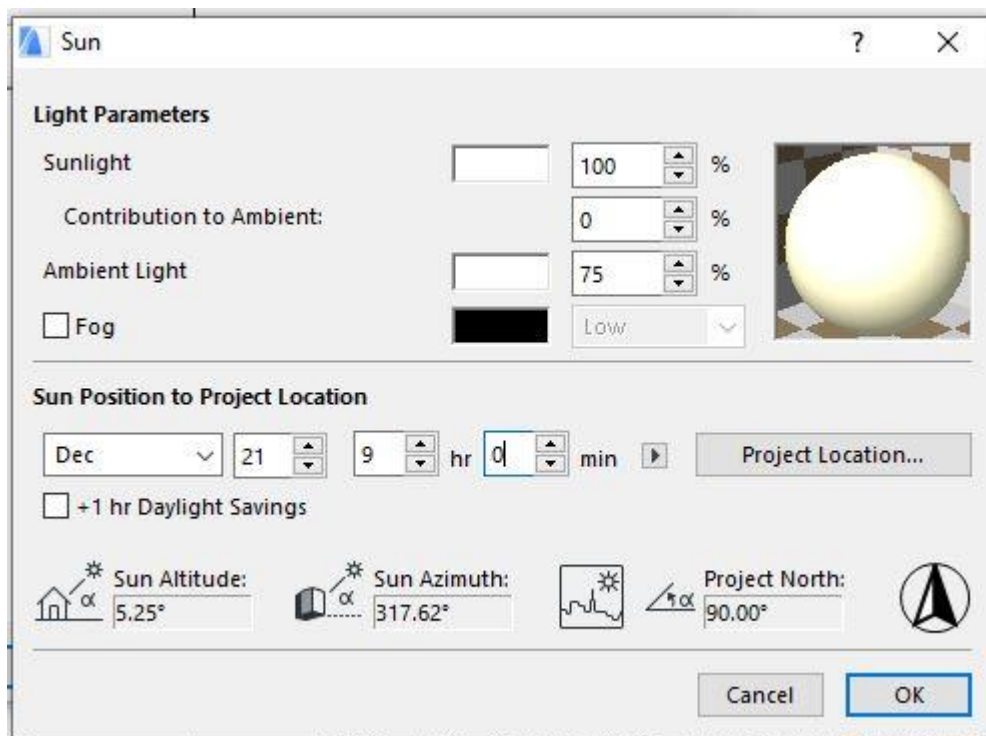 Sun ?
Light Parameters
Sunlight 100 %
Contribution to Ambient: 0 %
Ambient Light 75 %
Fog Low
Sun Position to Project Location
Dec 21 9 hr 0 min Project Location...
+1 hr Daylight Savings
α Sun Altitude: α Sun Azimuth: α Project North:
5.25° 317.62° 90.00°
Cancel OK